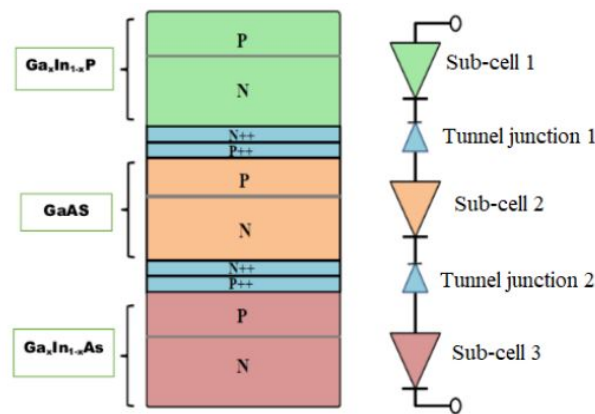 P
GaxIn1-xP
Sub-cell 1
N
N++
Tunnel junction 1
P++
P
GaAS
Sub-cell 2
N
N++
Tunnel junction 2
P++
P
GaxIn1-xAs
Sub-cell 3
N